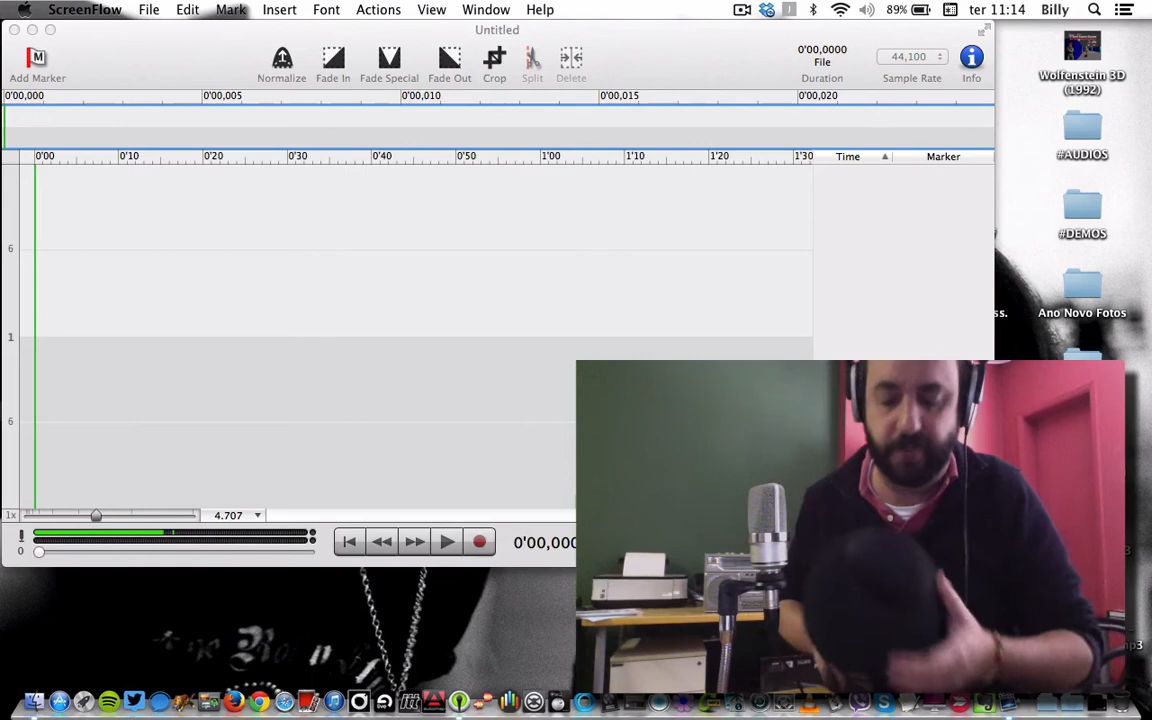 ScreenFlow File Edit Mark Insert Font Actions View Window Help 89% ter 11:14 Billy
Untitled
Add Marker Normalize Fade In Fade Special Fade Out Crop Split Delete
0'00,0000
File
Duration
44,100
Sample Rate
Info
0'00,000 0'00,005 0'00,010 0'00,015 0'00,020
0'00 0'10 0'20 0'30 0'40 0'50 1'00 1'10 1'20 1'30 Time Marker
6
1
6
1x 4.707
0
0'00,000
Wolfenstein 3D
(1992)
#AUDIOS
#DEMOS
ss. Ano Novo Fotos